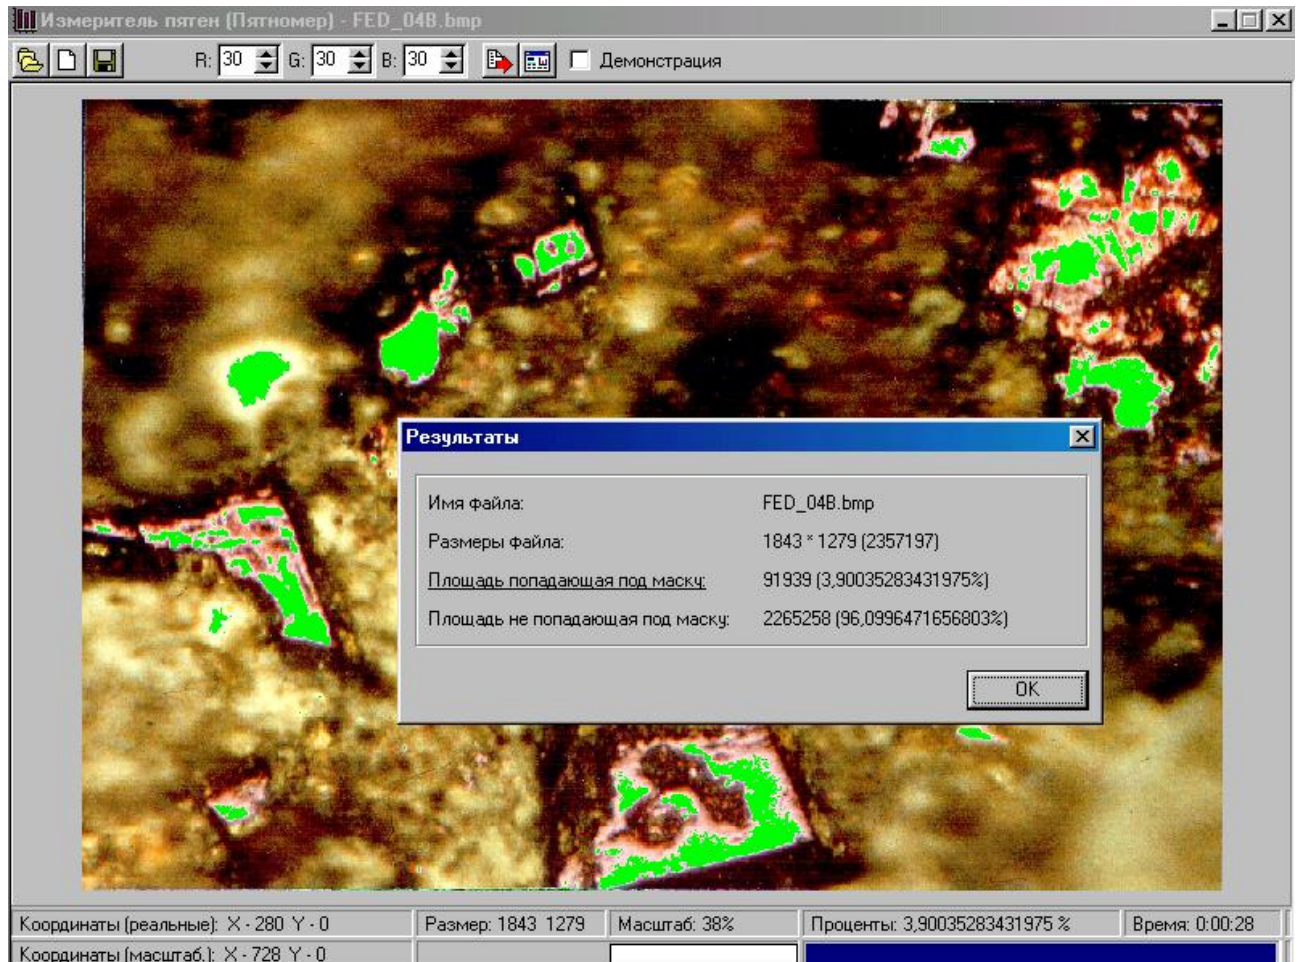 Измеритель пятен (Пятномер) - FED_04B.bmp
R: 30 G: 30 B: 30 Демонстрация
Результаты
Имя файла: FED_04B.bmp
Размеры файла: 1843 * 1279 (2357197)
Площадь попадающая под маску: 91939 (3,90035283431975%)
Площадь не попадающая под маску: 2265258 (96,0996471656803%)
OK
Координаты (реальные): X - 280 Y - 0 Размер: 1843 1279 Масштаб: 38% Проценты: 3,90035283431975 % Время: 0:00:28
Координаты (масштаб.): X - 728 Y - 0